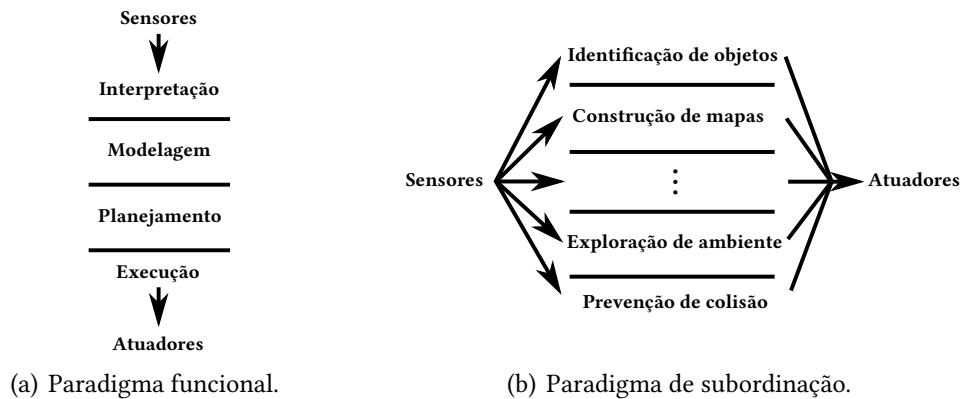 Sensores
Interpretação
Modelagem
Planejamento
Execução
Atuadores
(a) Paradigma funcional.
Identificação de objetos
Construção de mapas
Sensores
⋮
Atuadores
Exploração de ambiente
Prevenção de colisão
(b) Paradigma de subordinação.